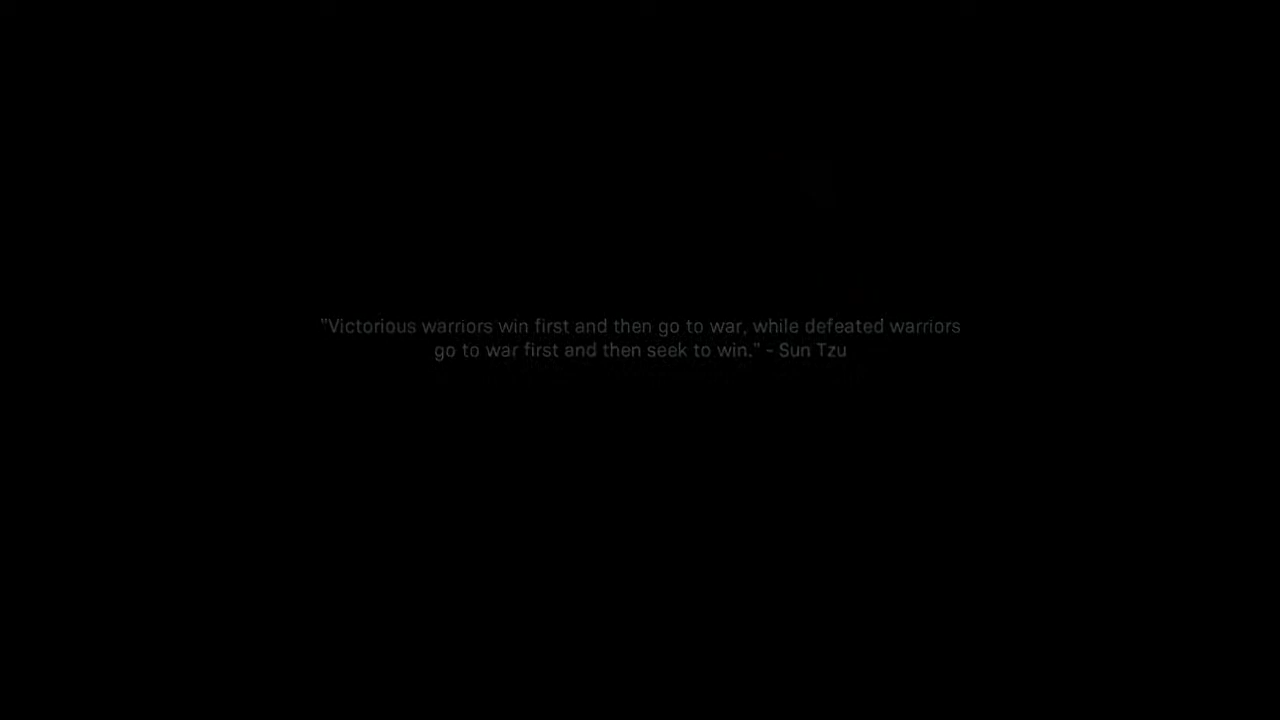 "Victorious warriors win first and then go to war, while defeated warriors
go to war first and then seek to win." - Sun Tzu